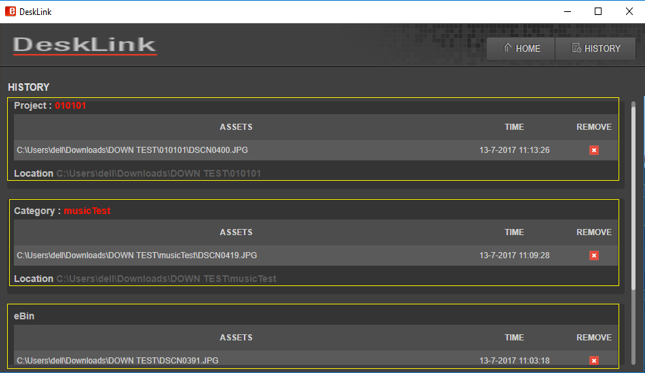 DeskLink
DeskLink
HOME
HISTORY
HISTORY
Project : 010101
ASSETS TIME REMOVE
C:\Users\dell\Downloads\DOWN TEST\010101\DSCN0400.JPG 13-7-2017 11:13:26
Location C:\Users\dell\Downloads\DOWN TEST\010101
Category : musicTest
ASSETS TIME REMOVE
C:\Users\dell\Downloads\DOWN TEST\musicTest\DSCN0419.JPG 13-7-2017 11:09:28
Location C:\Users\dell\Downloads\DOWN TEST\musicTest
eBin
ASSETS TIME REMOVE
C:\Users\dell\Downloads\DOWN TEST\DSCN0391.JPG 13-7-2017 11:03:18